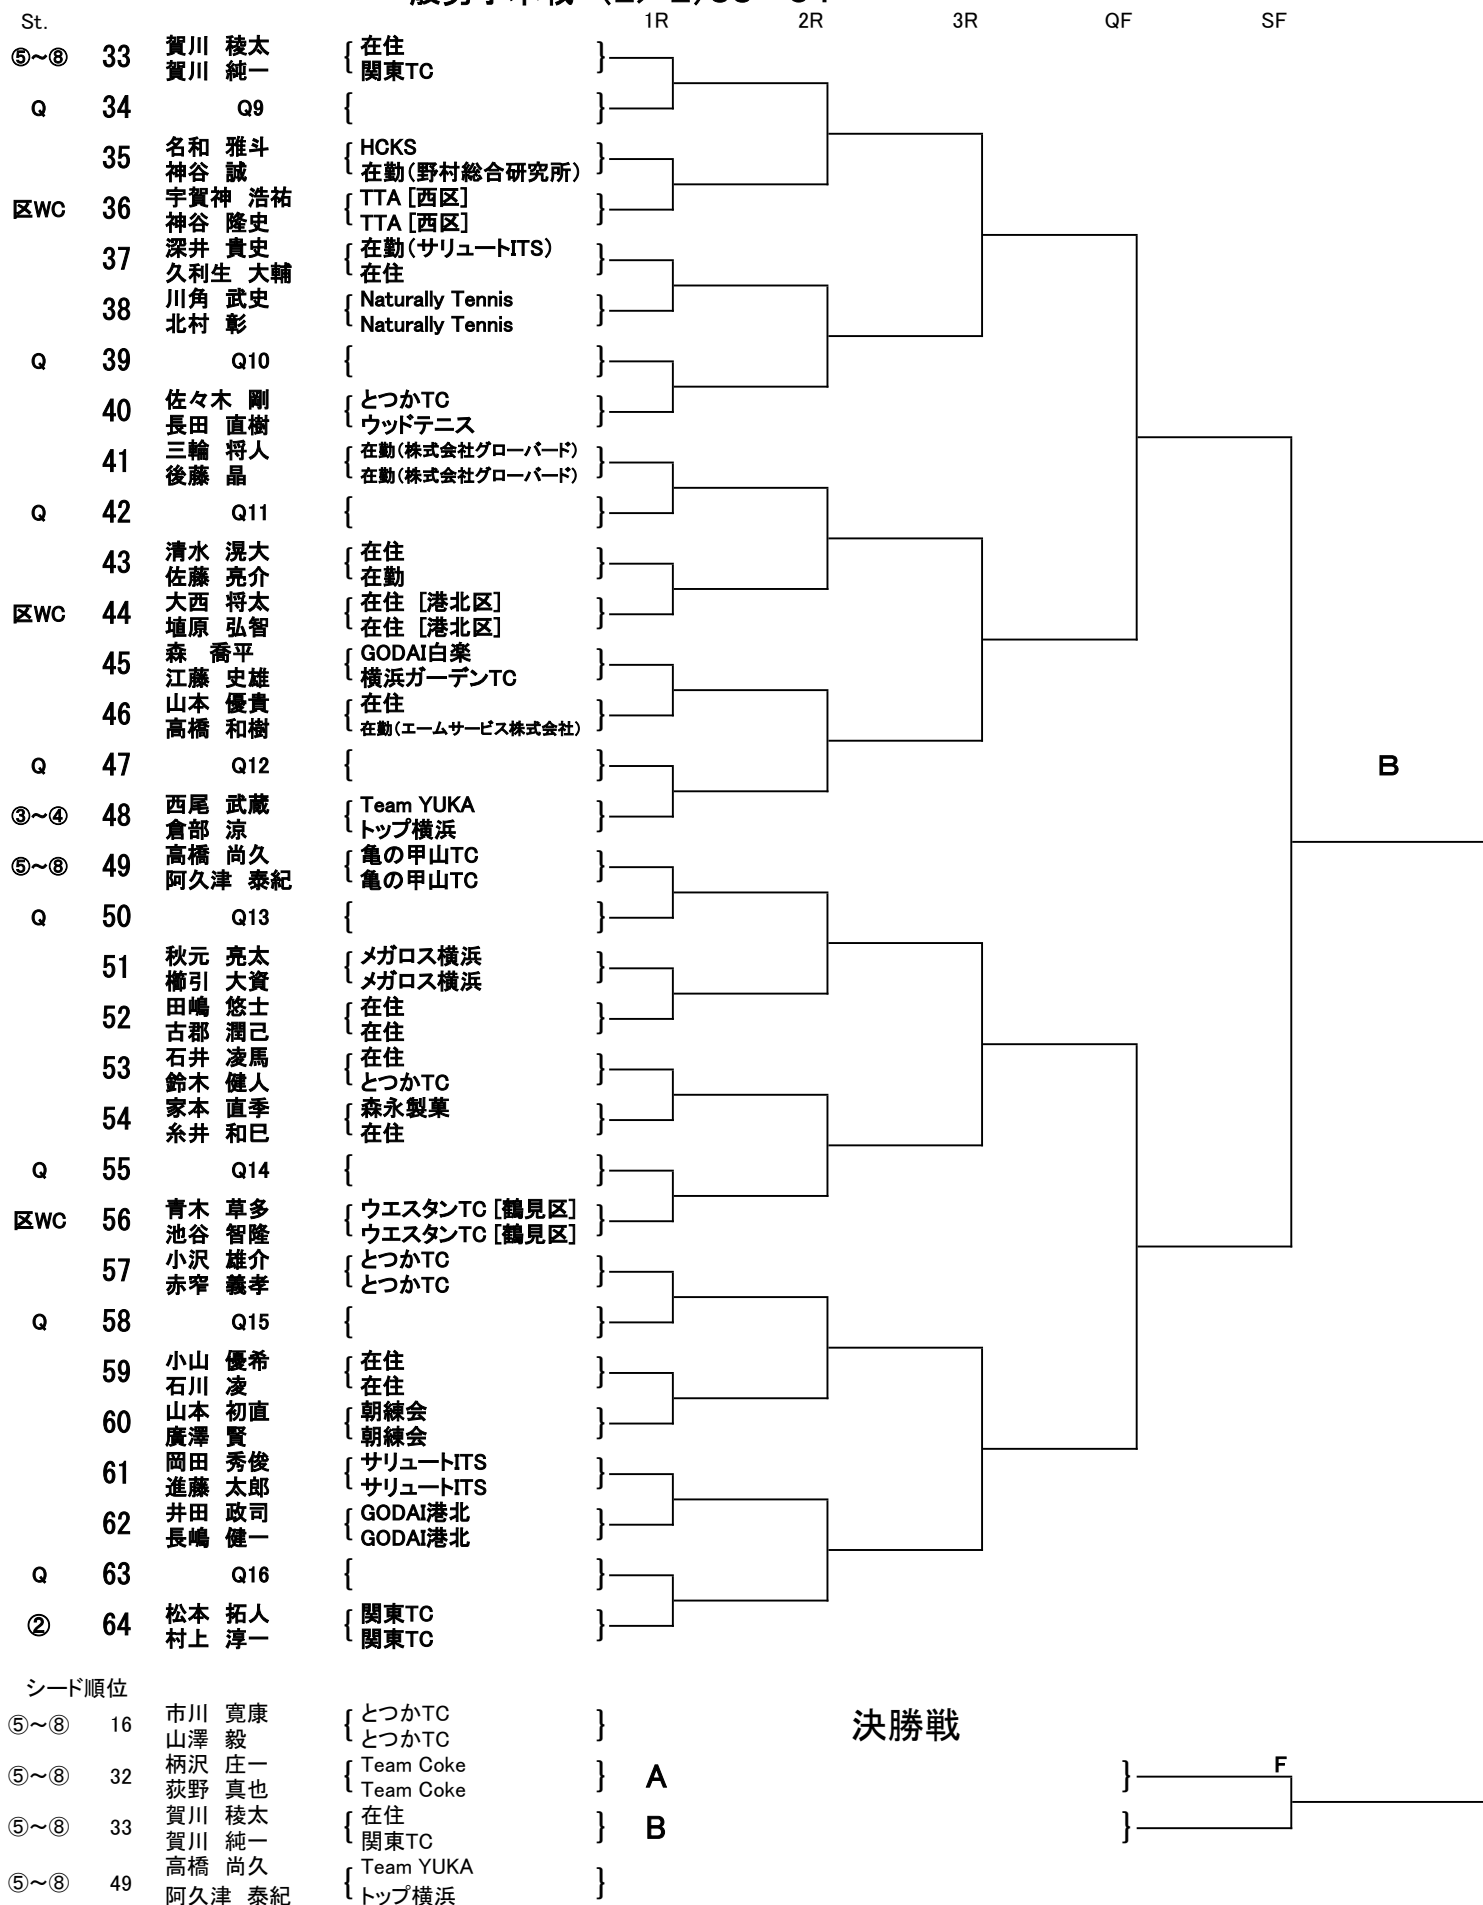 St. 1R 2R 3R QF SF
⑤～⑧ 33 賀川　稜太 在住
賀川　純一 関東TC
Q 34 Q9
35 名和　雅斗 HCKS
神谷　誠 在勤（野村総合研究所）
区WC 36 宇賀神　浩祐 TTA [西区]
神谷　隆史 TTA [西区]
37 深井　貴史 在勤（サリュートITS）
久利生　大輔 在住
38 川角　武史 Naturally Tennis
北村　彰 Naturally Tennis
Q 39 Q10
40 佐々木　剛 とつかTC
長田　直樹 ウッドテニス
41 三輪　将人 在勤（株式会社グローバード）
後藤　晶 在勤（株式会社グローバード）
Q 42 Q11
43 清水　滉大 在住
佐藤　亮介 在勤
区WC 44 大西　将太 在住 [港北区]
埴原　弘智 在住 [港北区]
45 森　喬平 GODAI白楽
江藤　史雄 横浜ガーデンTC
46 山本　優貴 在住
高橋　和樹 在勤（エームサービス株式会社）
Q 47 Q12
B
③～④ 48 西尾　武蔵 Team YUKA
倉部　涼 トップ横浜
⑤～⑧ 49 高橋　尚久 亀の甲山TC
阿久津　泰紀 亀の甲山TC
Q 50 Q13
51 秋元　亮太 メガロス横浜
櫛引　大資 メガロス横浜
52 田嶋　悠士 在住
古郡　潤己 在住
53 石井　凌馬 在住
鈴木　健人 とつかTC
54 家本　直季 森永製菓
糸井　和巳 在住
Q 55 Q14
区WC 56 青木　草多 ウエスタンTC [鶴見区]
池谷　智隆 ウエスタンTC [鶴見区]
57 小沢　雄介 とつかTC
赤窄　義孝 とつかTC
Q 58 Q15
59 小山　優希 在住
石川　凌 在住
60 山本　初直 朝練会
廣澤　賢 朝練会
61 岡田　秀俊 サリュートITS
進藤　太郎 サリュートITS
62 井田　政司 GODAI港北
長嶋　健一 GODAI港北
Q 63 Q16
② 64 松本　拓人 関東TC
村上　淳一 関東TC
シード順位
⑤～⑧ 16 市川　寛康 とつかTC
山澤　毅 とつかTC
決勝戦
⑤～⑧ 32 柄沢　庄一 Team Coke
荻野　真也 Team Coke
A F
⑤～⑧ 33 賀川　稜太 在住
賀川　純一 関東TC
B
⑤～⑧ 49 高橋　尚久 Team YUKA
阿久津　泰紀 トップ横浜